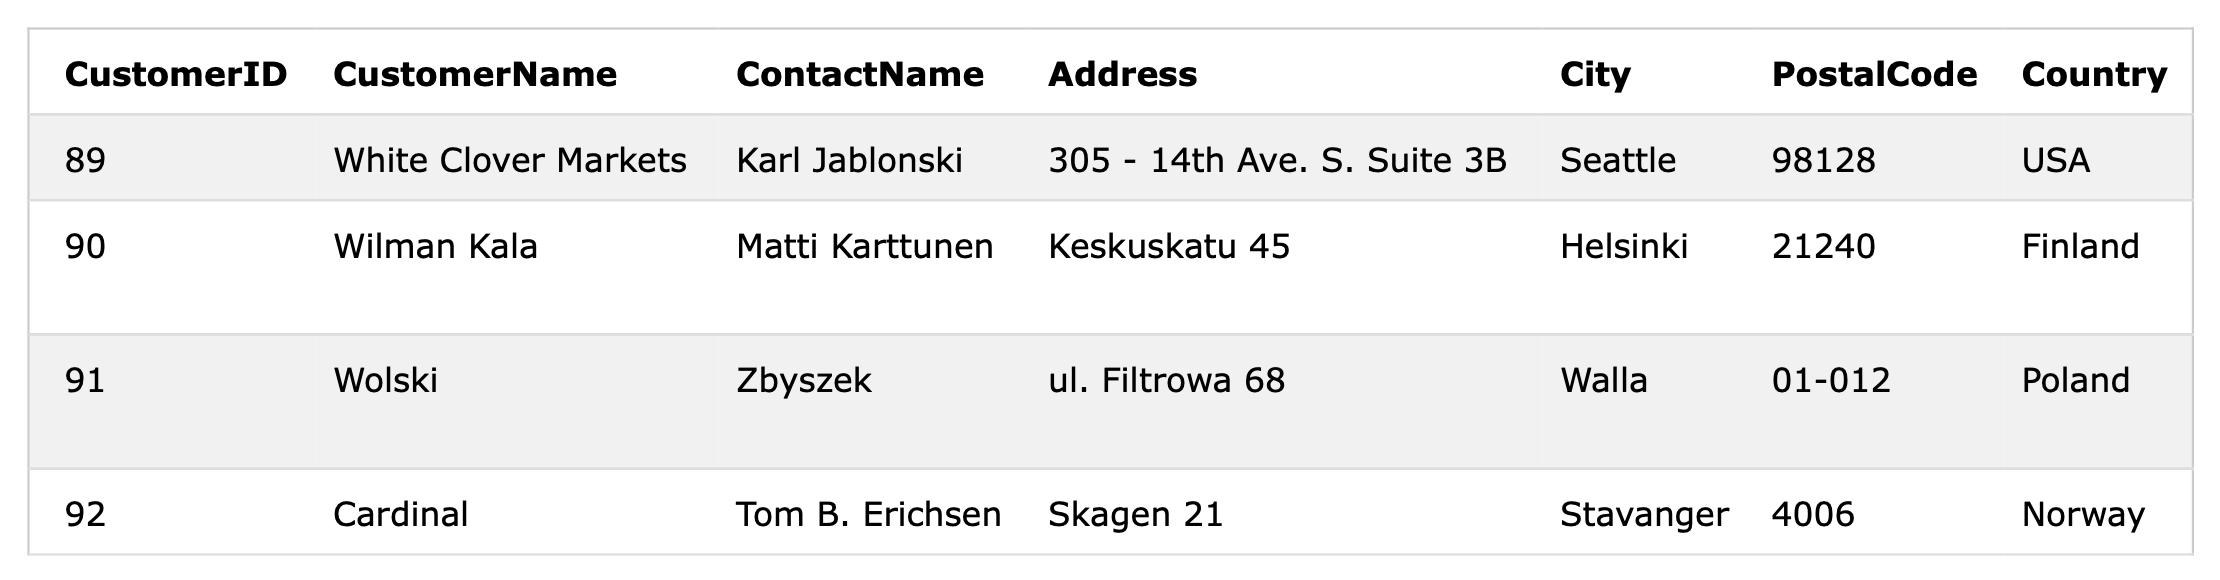 CustomerID CustomerName ContactName Address City PostalCode Country
89 White Clover Markets Karl Jablonski 305 - 14th Ave. S. Suite 3B Seattle 98128 USA
90 Wilman Kala Matti Karttunen Keskuskatu 45 Helsinki 21240 Finland
91 Wolski Zbyszek ul. Filtrowa 68 Walla 01-012 Poland
92 Cardinal Tom B. Erichsen Skagen 21 Stavanger 4006 Norway